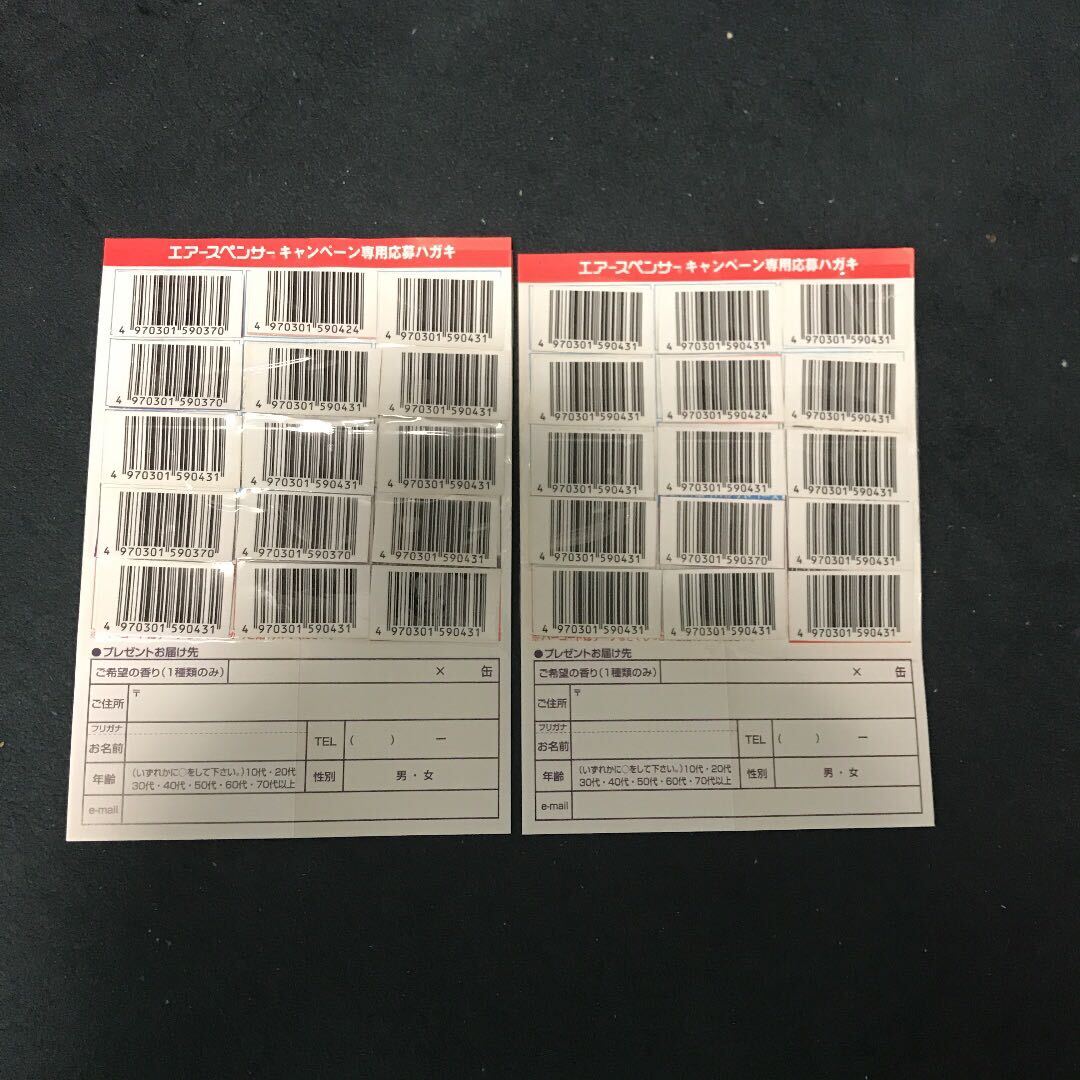 エアースペンサー キャンペーン専用応募ハガキ
4 970301 590370
4 970301 590424
4 970301 590431
4 970301 590370
4 970301 590431
4 970301 590431
4 970301 590431
4 970301 590431
4 970301 590431
4 970301 590370
4 970301 590370
4 970301 590431
4 970301 590431
4 970301 590431
4 970301 590431
●プレゼントお届け先
ご希望の香り(1種類のみ) × 缶
ご住所 〒
フリガナ
お名前 TEL ( ) ー
年齢 (いずれかに○をして下さい。)10代・20代
30代・40代・50代・60代・70代以上
性別 男・女
e-mail
エアースペンサー キャンペーン専用応募ハガキ
4 970301 590431
4 970301 590431
4 970301 590431
4 970301 590431
4 970301 590424
4 970301 590431
4 970301 590431
4 970301 590431
4 970301 590431
4 970301 590431
4 970301 590370
4 970301 590431
4 970301 590431
4 970301 590431
4 970301 590431
●プレゼントお届け先
ご希望の香り(1種類のみ) × 缶
ご住所 〒
フリガナ
お名前 TEL ( ) ー
年齢 (いずれかに○をして下さい。)10代・20代
30代・40代・50代・60代・70代以上
性別 男・女
e-mail